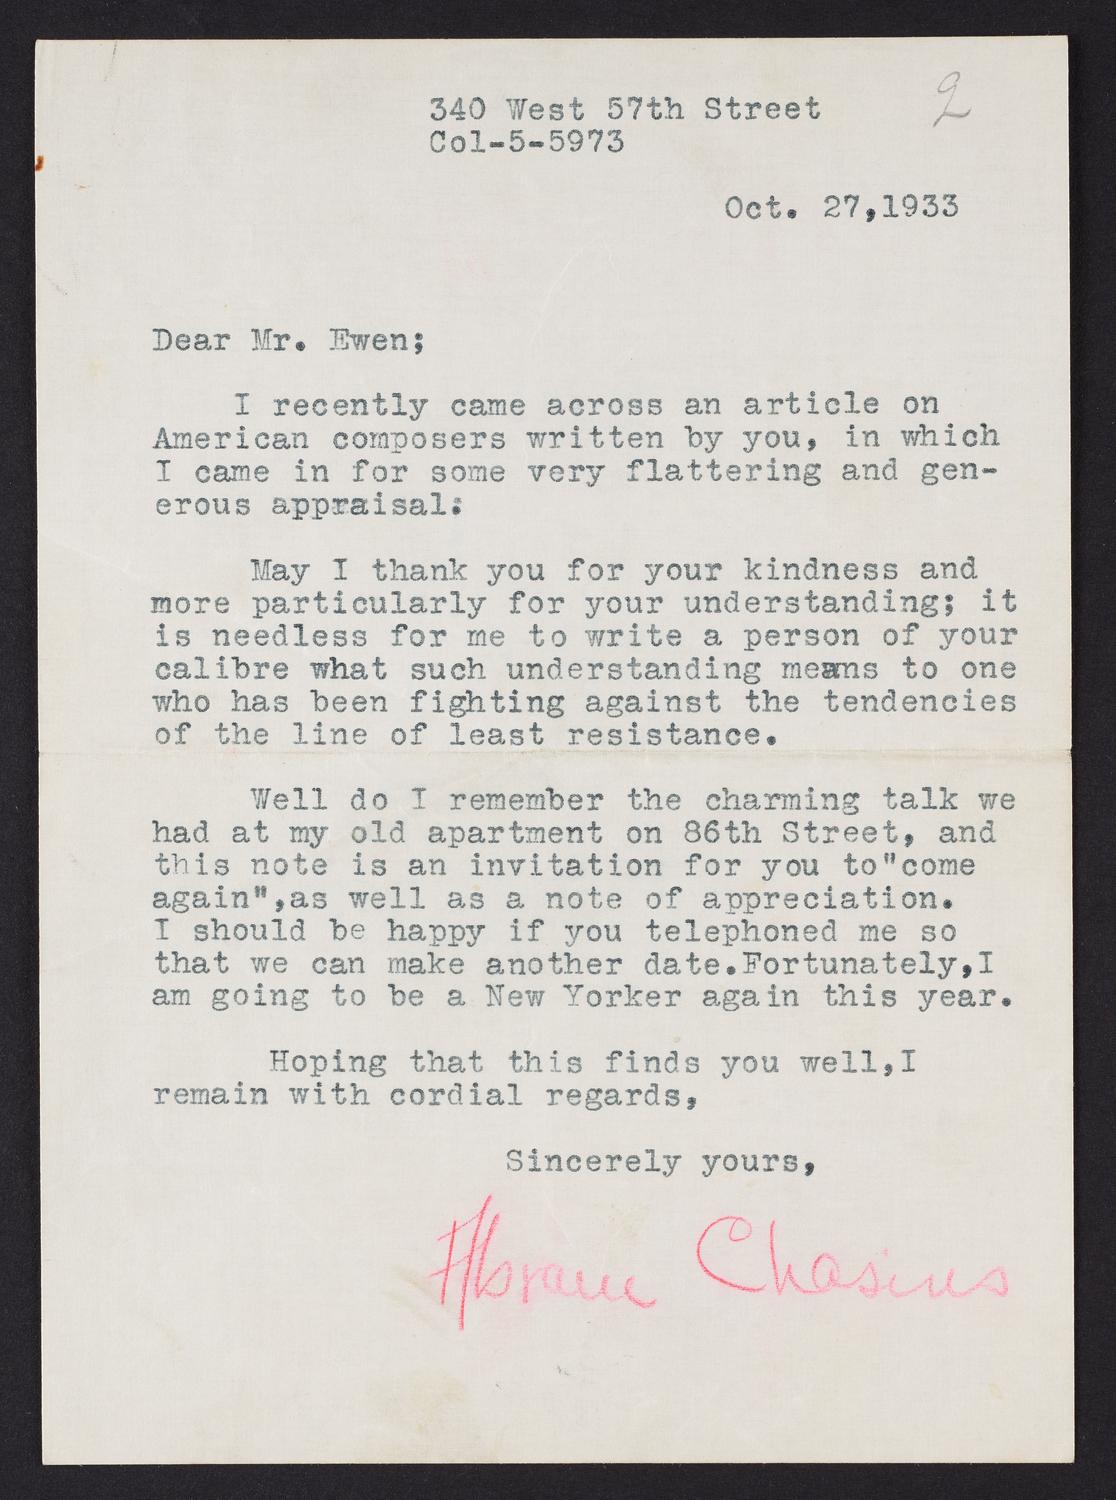 2
340 West 57th Street
Col-5-5973
Oct. 27,1933
Dear Mr. Ewen;
I recently came across an article on
American composers written by you, in which
I came in for some very flattering and gen-
erous appraisal:
May I thank you for your kindness and
more particularly for your understanding; it
is needless for me to write a person of your
calibre what such understanding means to one
who has been fighting against the tendencies
of the line of least resistance.
Well do I remember the charming talk we
had at my old apartment on 86th Street, and
this note is an invitation for you to"come
again",as well as a note of appreciation.
I should be happy if you telephoned me so
that we can make another date.Fortunately,I
am going to be a New Yorker again this year.
Hoping that this finds you well,I
remain with cordial regards,
Sincerely yours,
Abram Chasins